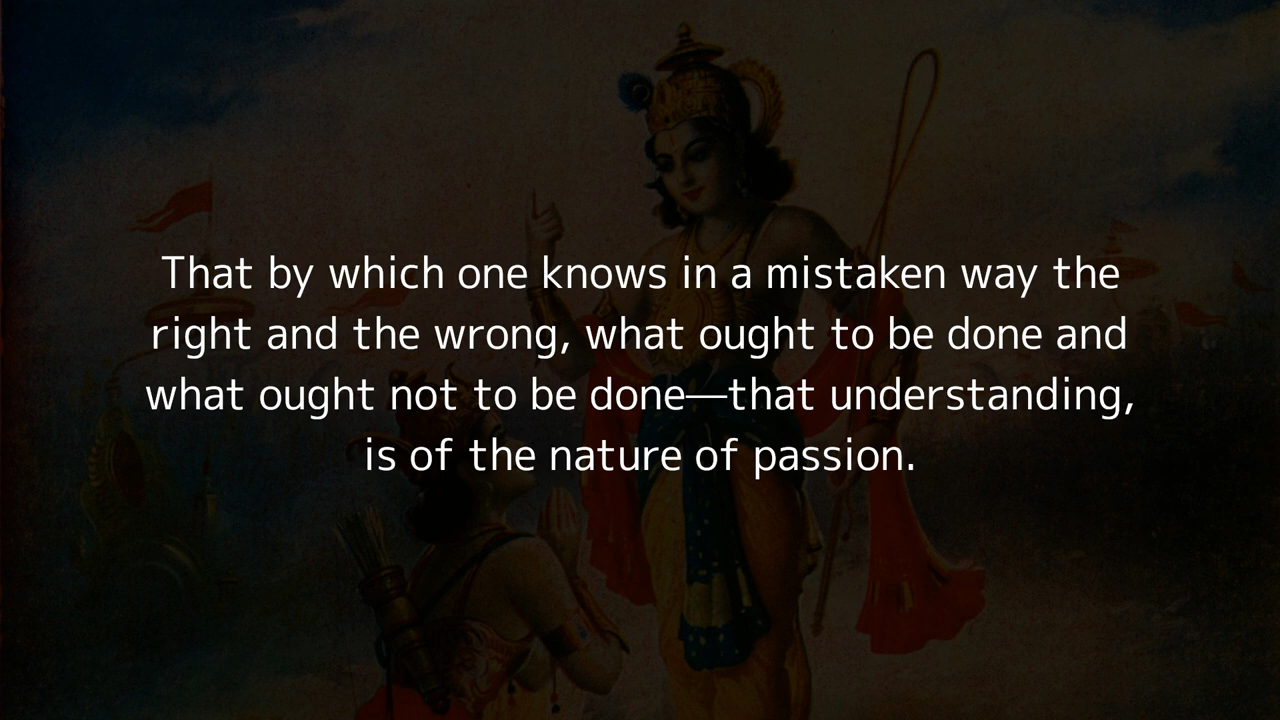 That by which one knows in a mistaken way the
right and the wrong, what ought to be done and
what ought not to be done—that understanding,
is of the nature of passion.